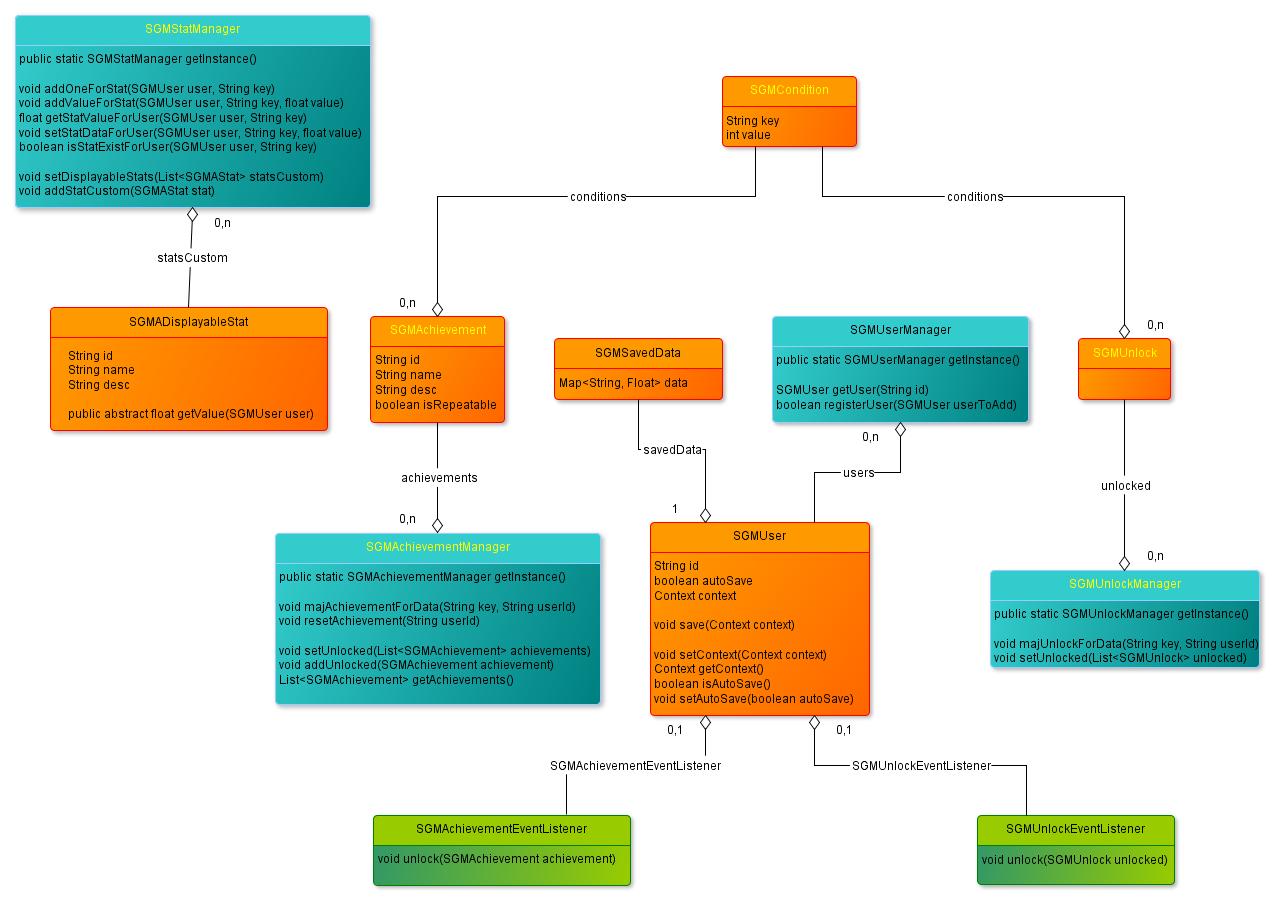 SGMStatManager
public static SGMStatManager getInstance()
void addOneForStat(SGMUser user, String key)
void addValueForStat(SGMUser user, String key, float value)
float getStatValueForUser(SGMUser user, String key)
void setStatDataForUser(SGMUser user, String key, float value)
boolean isStatExistForUser(SGMUser user, String key)
void setDisplayableStats(List<SGMAStat> statsCustom)
void addStatCustom(SGMAStat stat)
0,n
statsCustom
SGMADisplayableStat
String id
String name
String desc
public abstract float getValue(SGMUser user)
SGMCondition
String key
int value
conditions
conditions
0,n
0,n
SGMAchievement
String id
String name
String desc
boolean isRepeatable
SGMSavedData
Map<String, Float> data
SGMUserManager
public static SGMUserManager getInstance()
SGMUser getUser(String id)
boolean registerUser(SGMUser userToAdd)
SGMUnlock
achievements
0,n
savedData
1
0,n
users
unlocked
0,n
SGMAchievementManager
public static SGMAchievementManager getInstance()
void majAchievementForData(String key, String userId)
void resetAchievement(String userId)
void setUnlocked(List<SGMAchievement> achievements)
void addUnlocked(SGMAchievement achievement)
List<SGMAchievement> getAchievements()
SGMUser
String id
boolean autoSave
Context context
void save(Context context)
void setContext(Context context)
Context getContext()
boolean isAutoSave()
void setAutoSave(boolean autoSave)
SGMUnlockManager
public static SGMUnlockManager getInstance()
void majUnlockForData(String key, String userId)
void setUnlocked(List<SGMUnlock> unlocked)
0,1
0,1
SGMAchievementEventListener
SGMUnlockEventListener
SGMAchievementEventListener
void unlock(SGMAchievement achievement)
SGMUnlockEventListener
void unlock(SGMUnlock unlocked)